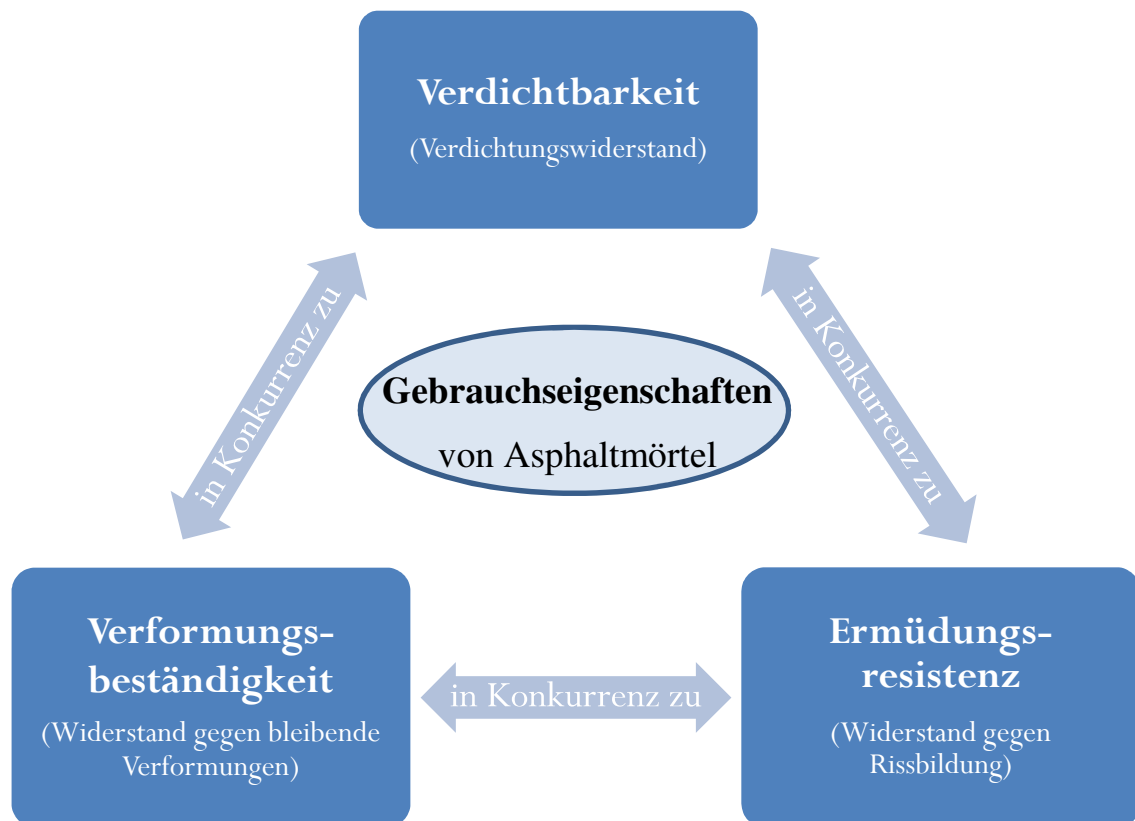 Verdichtbarkeit
(Verdichtungswiderstand)
in Konkurrenz zu
in Konkurrenz zu
Gebrauchseigenschaften
von Asphaltmörtel
Verformungs-
beständigkeit
(Widerstand gegen bleibende
Verformungen)
in Konkurrenz zu
Ermüdungs-
resistenz
(Widerstand gegen
Rissbildung)